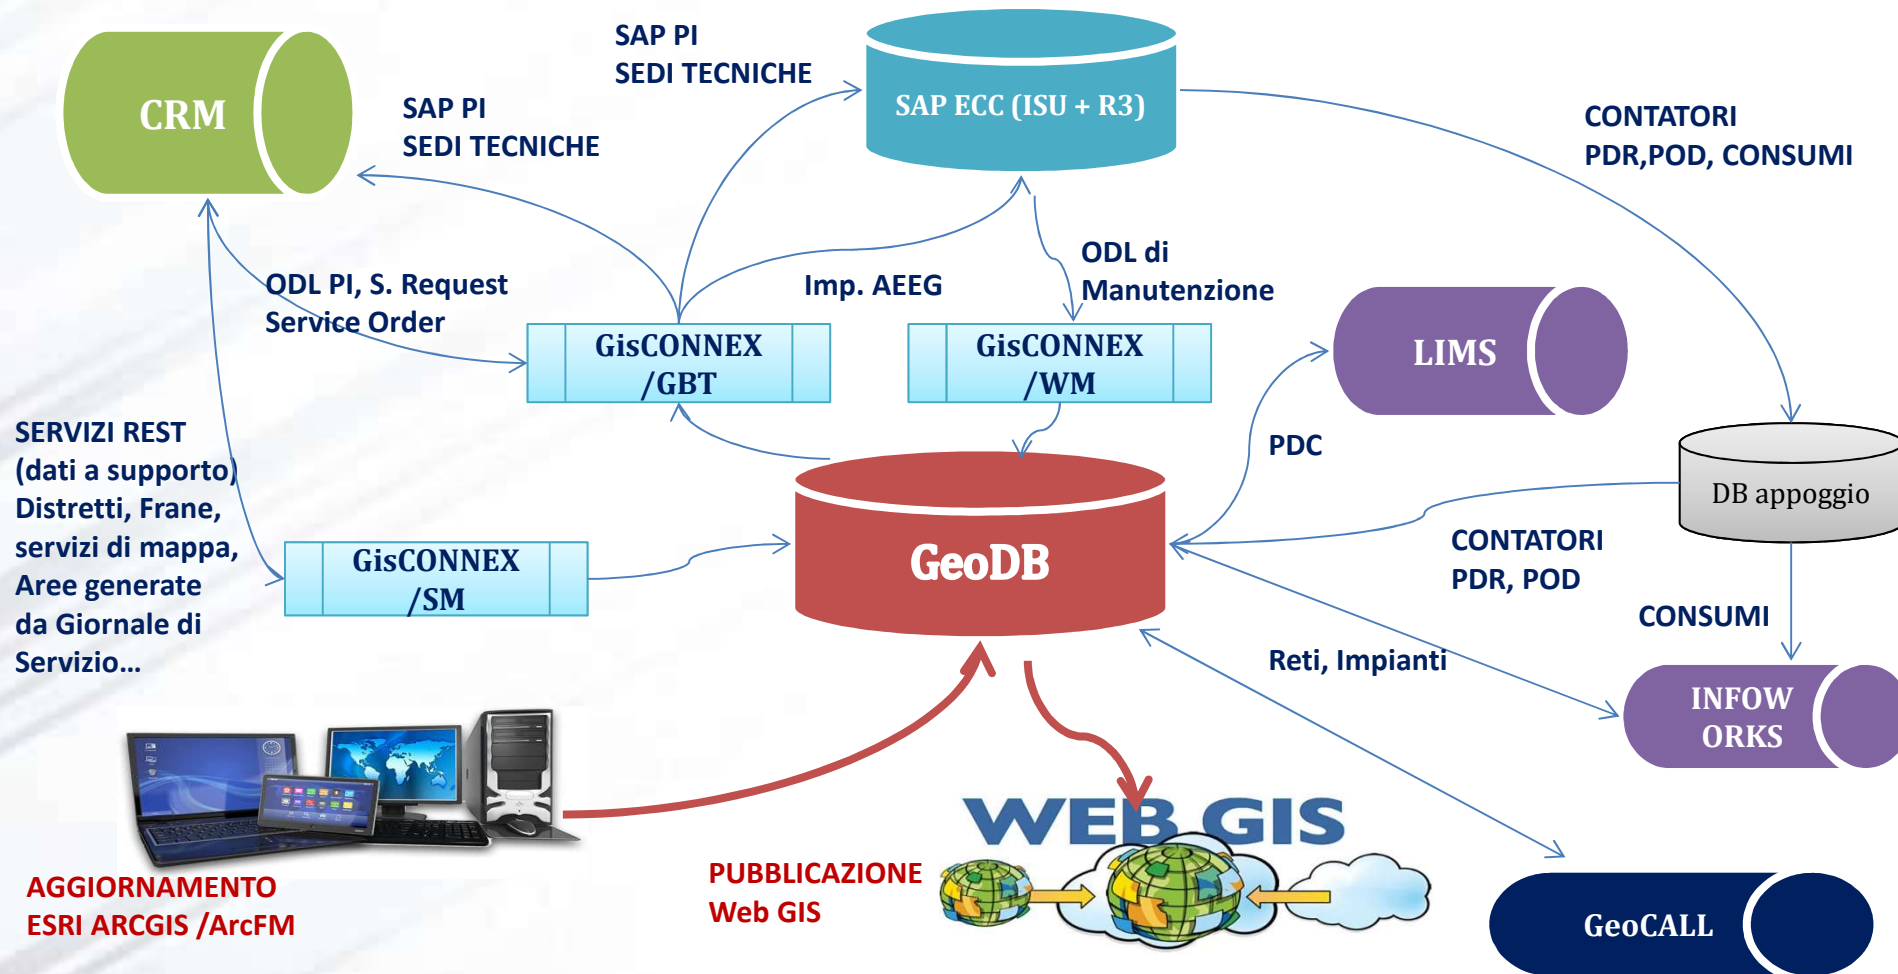 SAP PI
SEDI TECNICHE
CRM
SAP PI
SEDI TECNICHE
SAP ECC (ISU + R3)
CONTATORI
PDR,POD, CONSUMI
ODL PI, S. Request
Service Order
Imp. AEEG
ODL di
Manutenzione
GisCONNEX
/GBT
GisCONNEX
/WM
LIMS
SERVIZI REST
(dati a supporto)
Distretti, Frane,
servizi di mappa,
Aree generate
da Giornale di
Servizio...
PDC
DB appoggio
GisCONNEX
/SM
GeoDB
CONTATORI
PDR, POD
CONSUMI
Reti, Impianti
INFOW
ORKS
WEB GIS
AGGIORNAMENTO
ESRI ARCGIS /ArcFM
PUBBLICAZIONE
Web GIS
GeoCALL